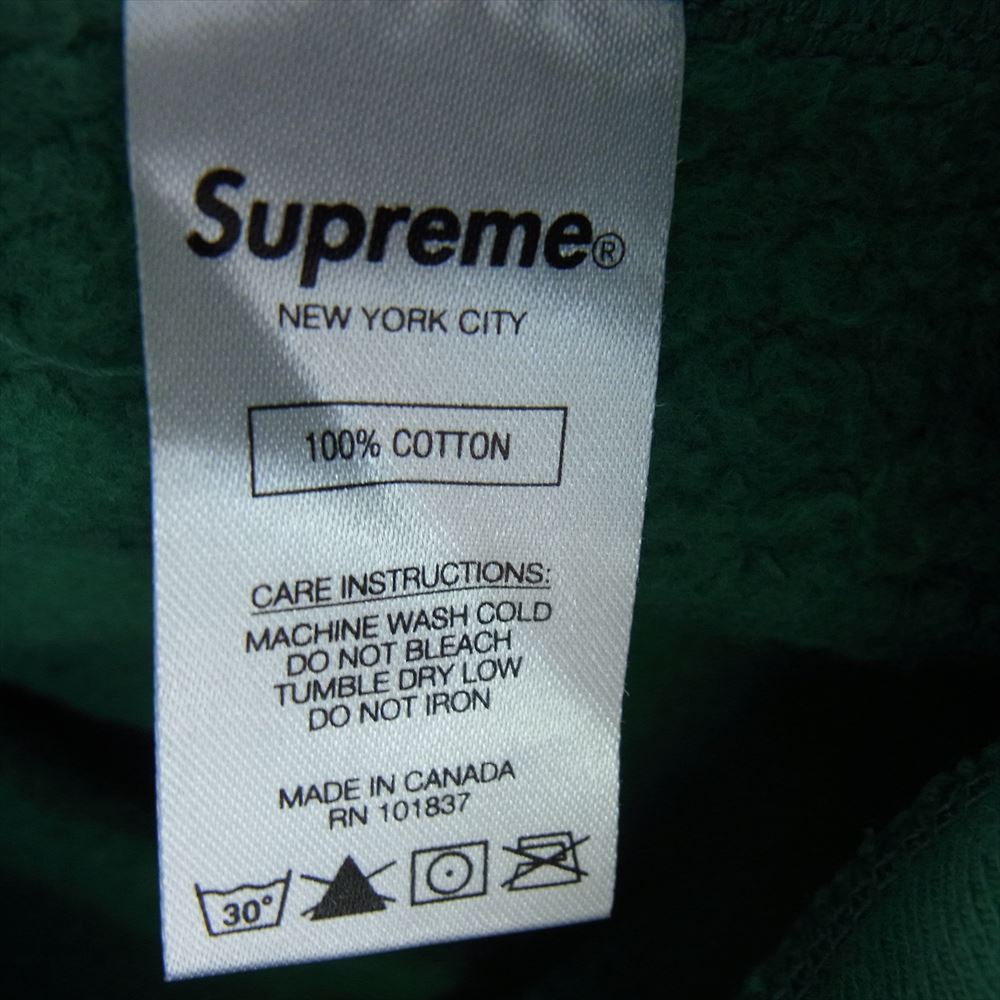 Supreme®
NEW YORK CITY
100% COTTON
CARE INSTRUCTIONS:
MACHINE WASH COLD
DO NOT BLEACH
TUMBLE DRY LOW
DO NOT IRON
MADE IN CANADA
RN 101837
30°